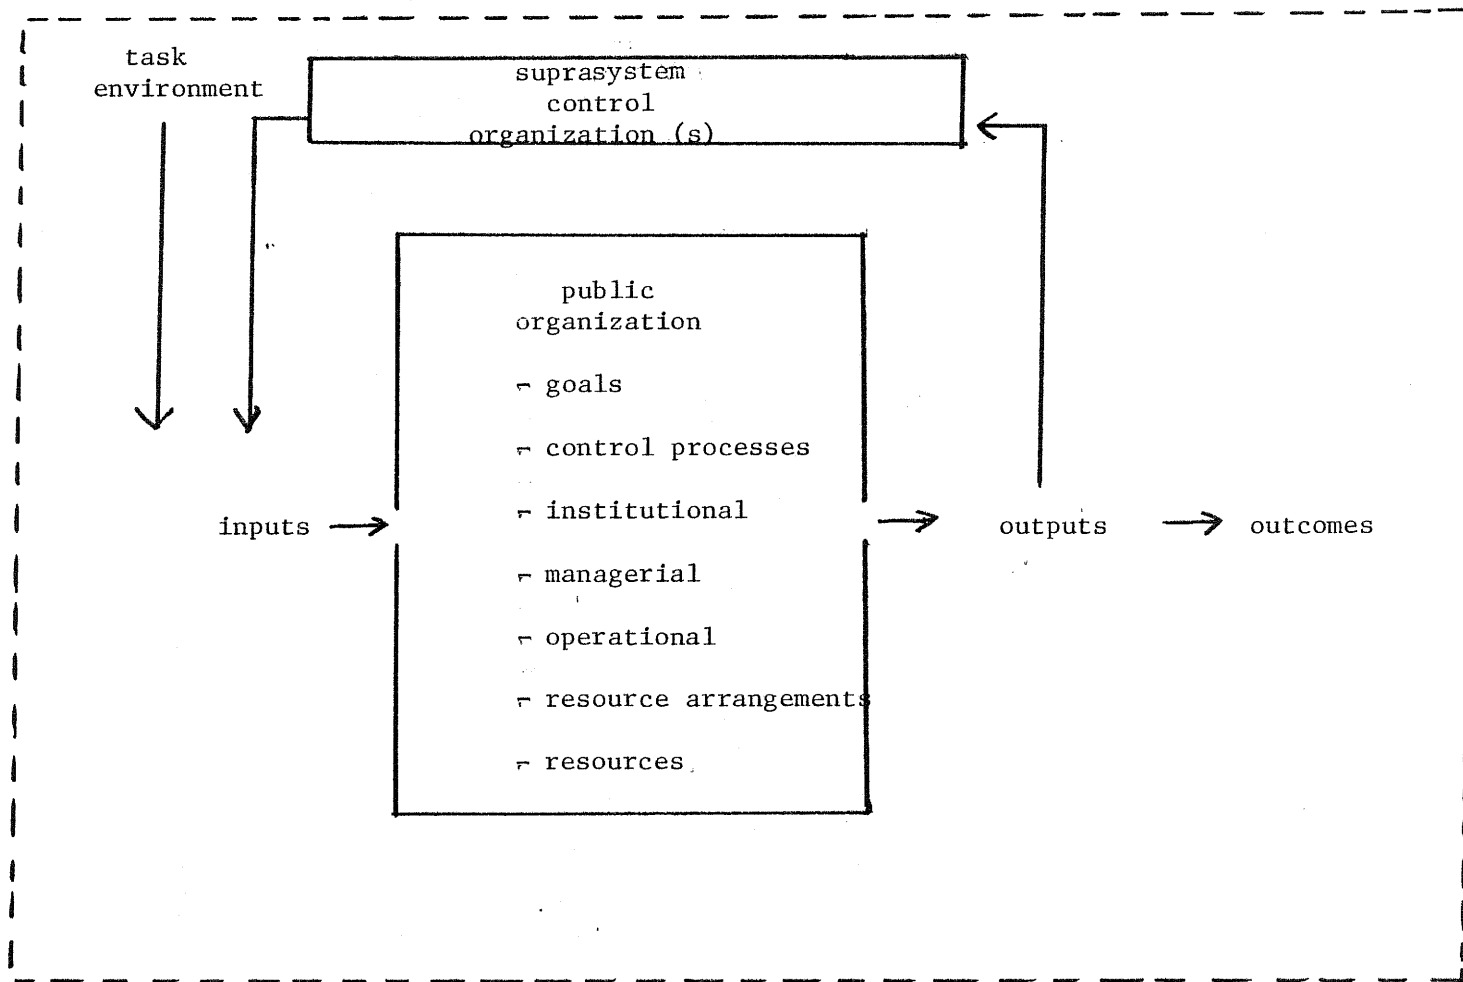 task
environment
suprasystem
control
organization (s)
public
organization
- goals
- control processes
- institutional
- managerial
- operational
- resource arrangements
- resources
inputs
outputs
outcomes